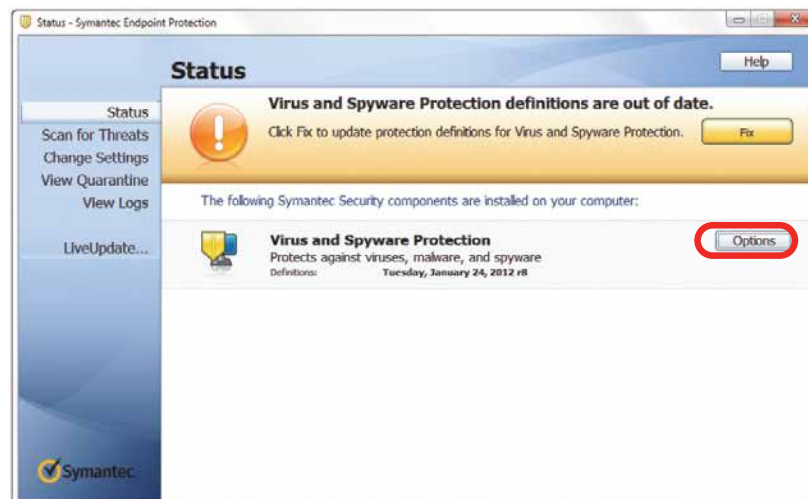 Status - Symantec Endpoint Protection
Status
Help
Status
Scan for Threats
Change Settings
View Quarantine
View Logs
LiveUpdate...
Virus and Spyware Protection definitions are out of date.
Click Fix to update protection definitions for Virus and Spyware Protection.
Fix
The following Symantec Security components are installed on your computer:
Virus and Spyware Protection
Options
Protects against viruses, malware, and spyware
Definitions: Tuesday, January 24, 2012 r8
Symantec.